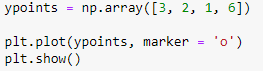 ypoints = np.array([3, 2, 1, 6])
plt.plot(ypoints, marker = 'o')
plt.show()